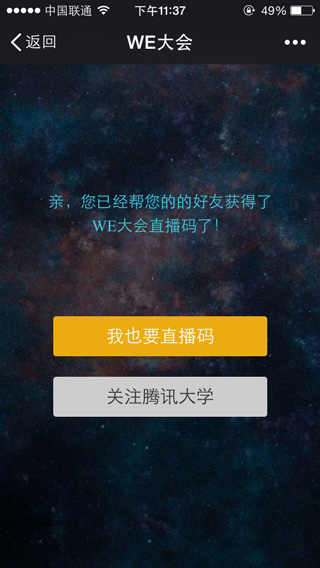 中国联通 下午11:37 49%
返回 WE大会
亲，您已经帮您的的好友获得了
WE大会直播码了！
我也要直播码
关注腾讯大学